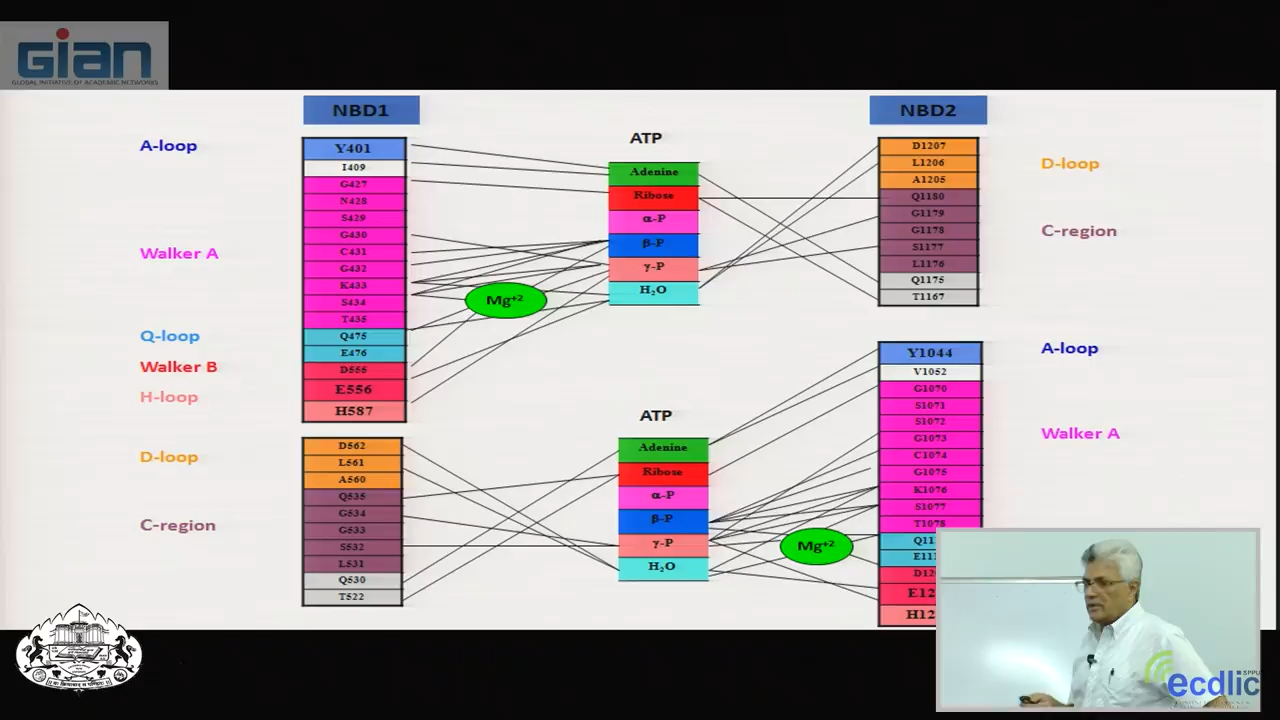 GIAN
GLOBAL INITIATIVE OF ACADEMIC NETWORKS
NBD1
A-loop
Walker A
Q-loop
Walker B
H-loop
Y401
I409
G427
N428
S429
G430
C431
G432
K433
S434
T435
Q475
E476
D555
E556
H587
D-loop
C-region
D562
L561
A560
Q535
G534
G533
S532
L531
Q530
T522
ATP
Adenine
Ribose
α-P
β-P
γ-P
H₂O
Mg⁺²
ATP
Adenine
Ribose
α-P
β-P
γ-P
H₂O
Mg⁺²
NBD2
D1207
L1206
A1205
Q1180
G1179
G1178
S1177
L1176
Q1175
T1167
D-loop
C-region
Y1044
V1052
G1070
S1071
S1072
G1073
C1074
G1075
K1076
S1077
T1078
A-loop
Walker A
SPPU
ecdlic